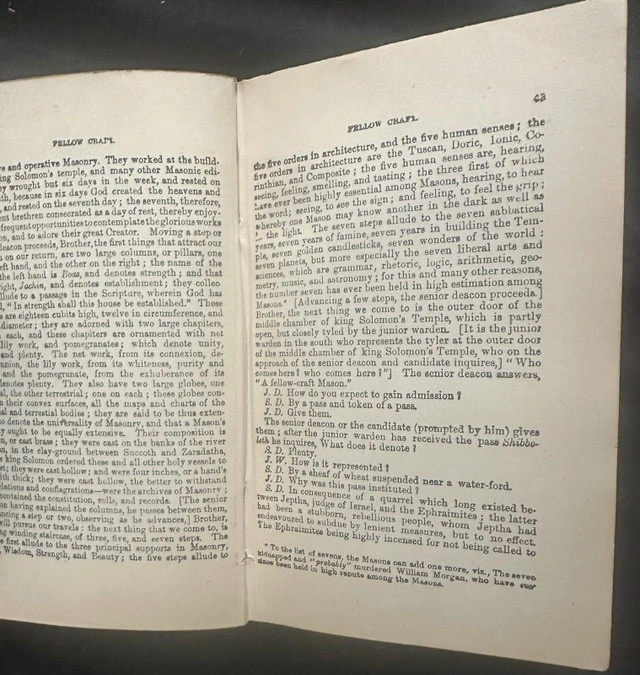 FELLOW CRAFT.
and operative Masonry. They worked at the build-
Solomon's temple, and many other Masonic edi-
wrought but six days in the week, and rested on
because in six days God created the heavens and
and rested on the seventh day; the seventh, therefore,
brethren consecrated as a day of rest, thereby enjoy-
frequent opportunities to contemplate the glorious works
and to adore their great Creator. Moving a step or
deacon proceeds, Brother, the first things that attract our
on our return, are two large columns, or pillars, one
left hand, and the other on the right; the name of the
the left hand is Boaz, and denotes strength; and that
right, Jachin, and denotes establishment; they collec-
allude to a passage in the Scripture, wherein God has
"In strength shall this house be established." These
are eighteen cubits high, twelve in circumference, and
diameter; they are adorned with two large chapiters,
each, and these chapiters are ornamented with net
lily work, and pomegranates; which denote unity,
and plenty. The net work, from its connexion, de-
union, the lily work, from its whiteness, purity and
and the pomegranate, from the exhuberance of its
denotes plenty. They also have two large globes, one
the other, terrestrial; one on each; these globes con-
their convex surfaces, all the maps and charts of the
and terrestial bodies; they are said to be thus exten-
to denote the universality of Masonry, and that a Mason's
ought to be equally extensive. Their composition is
or cast brass; they were cast on the banks of the river
in the clay-ground between Succoth and Zaradatha,
king Solomon ordered these and all other holy vessels to
they were cast hollow; and were four inches, or a hand's
thick; they were cast hollow, the better to withstand
and conflagrations—were the archives of Masonry;
contained the constitution, rolls, and records. [The senior
having explained the columns, he passes between them,
a step or two, observing as he advances,] Brother,
will pursue our travels; the next thing that we come to, is
winding staircase, of three, five, and seven steps. The
first allude to the three principal supports in Masonry,
Wisdom, Strength, and Beauty; the five steps allude to
FELLOW CRAFT. 43
the five orders in architecture, and the five human senses; the
five orders in architecture are the Tuscan, Doric, Ionic, Co-
rinthian, and Composite; the five human senses are, hearing,
seeing, feeling, smelling, and tasting; the three first of which
have ever been highly essential among Masons, hearing, to hear
the word; seeing, to see the sign; and feeling, to feel the grip;
whereby one Mason may know another in the dark as well as
the light. The seven steps allude to the seven sabbatical
years, seven years of famine, seven years in building the Tem-
ple, seven golden candlesticks, seven wonders of the world;
seven planets, but more especially the seven liberal arts and
sciences, which are grammar, rhetoric, logic, arithmetic, geo-
metry, music, and astronomy; for this and many other reasons,
the number seven has ever been held in high estimation among
Masons.* [Advancing a few steps, the senior deacon proceeds.]
Brother, the next thing we come to is the outer door of the
middle chamber of king Solomon's Temple, which is partly
open, but closely tyled by the junior warden. [It is the junior
warden in the south who represents the tyler at the outer door
of the middle chamber of king Solomon's Temple, who on the
approach of the senior deacon and candidate inquires,] "Who
comes here? who comes here?"] The senior deacon answers,
"A fellow-craft Mason."
J. D. How do you expect to gain admission?
S. D. By a pass and token of a pass.
J. D. Give them.
The senior deacon or the candidate (prompted by him) gives
them; after the junior warden has received the pass Shibbo-
leth he inquires, What does it denote?
S. D. Plenty.
J. W. How is it represented?
S. D. By a sheaf of wheat suspended near a water-ford.
J. D. Why was this pass instituted?
S. D. In consequence of a quarrel which long existed be-
tween Jeptha, judge of Israel, and the Ephraimites; the latter
had been a stubborn, rebellious people, whom Jeptha had
endeavoured to subdue by lenient measures, but to no effect.
The Ephraimites being highly incensed for not being called to
* To the list of sevens, the Masons can add one more, viz., The seven
kidnapped and "probably" murdered William Morgan, who have ever
since been held in high repute among the Masons.